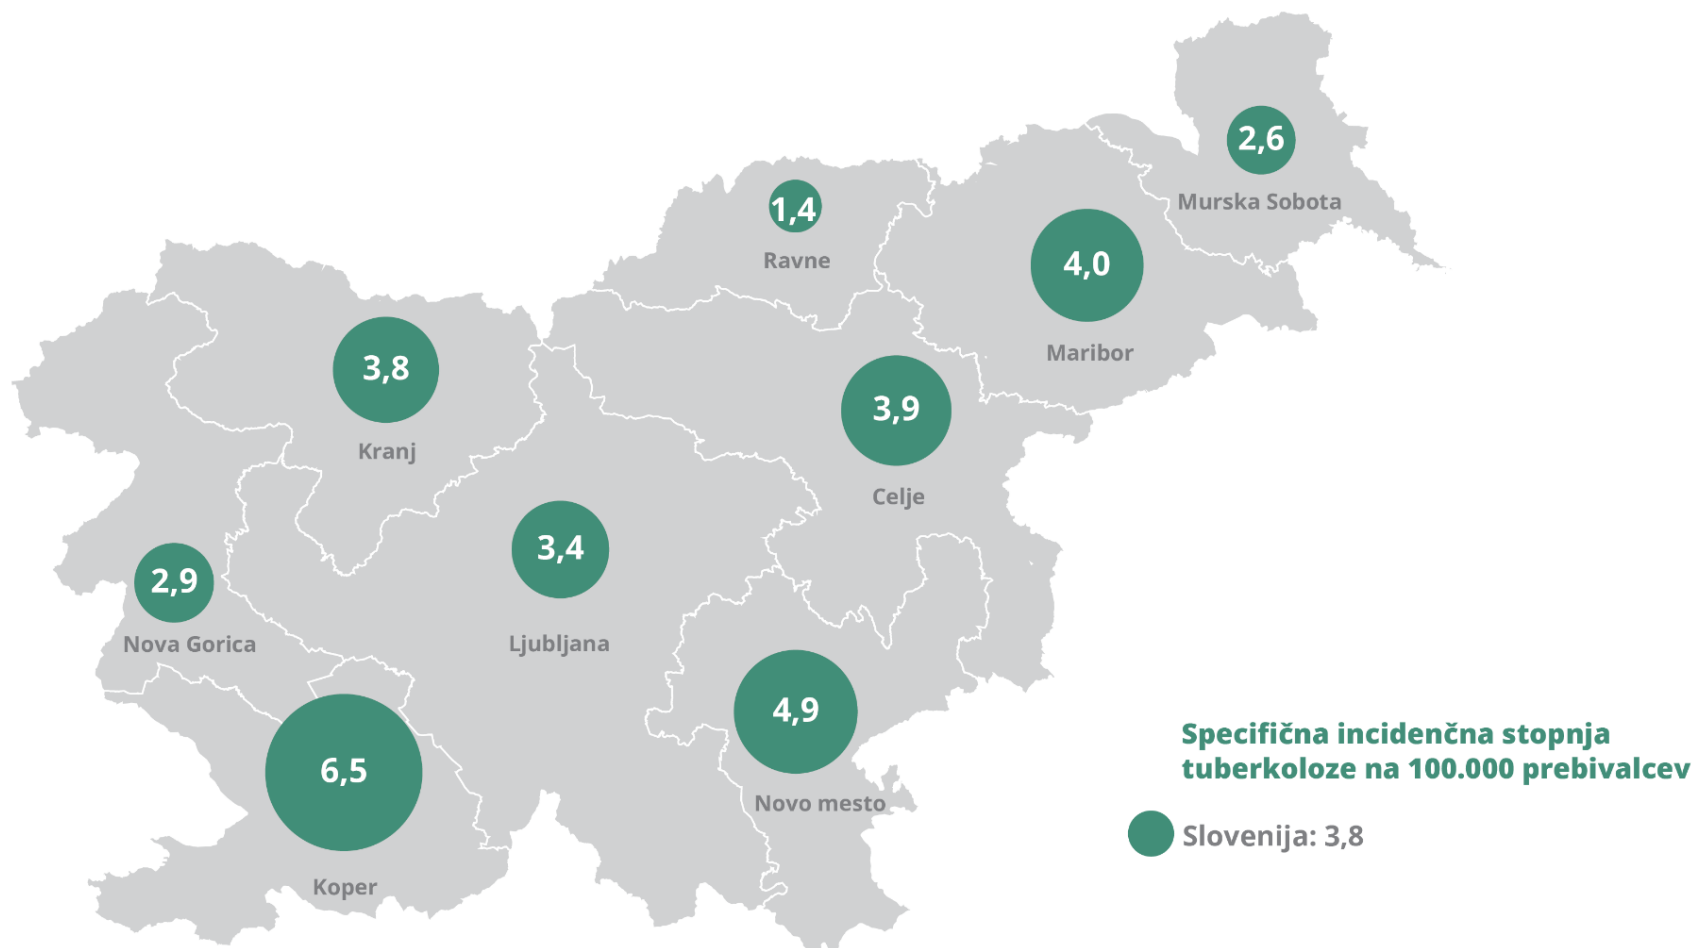 2,6
Murska Sobota
1,4
Ravne
4,0
Maribor
3,8
Kranj
3,9
Celje
3,4
Ljubljana
2,9
Nova Gorica
4,9
Novo mesto
6,5
Koper
Specifična incidenčna stopnja
tuberkoloze na 100.000 prebivalcev
Slovenija: 3,8